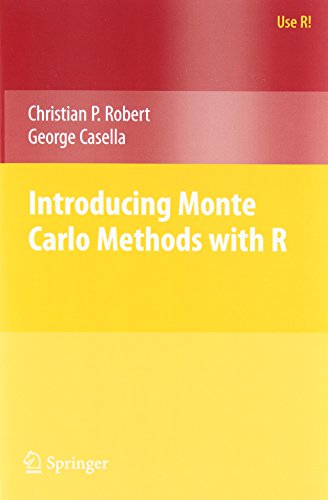 Use R!
Christian P. Robert
George Casella
Introducing Monte
Carlo Methods with R
Springer